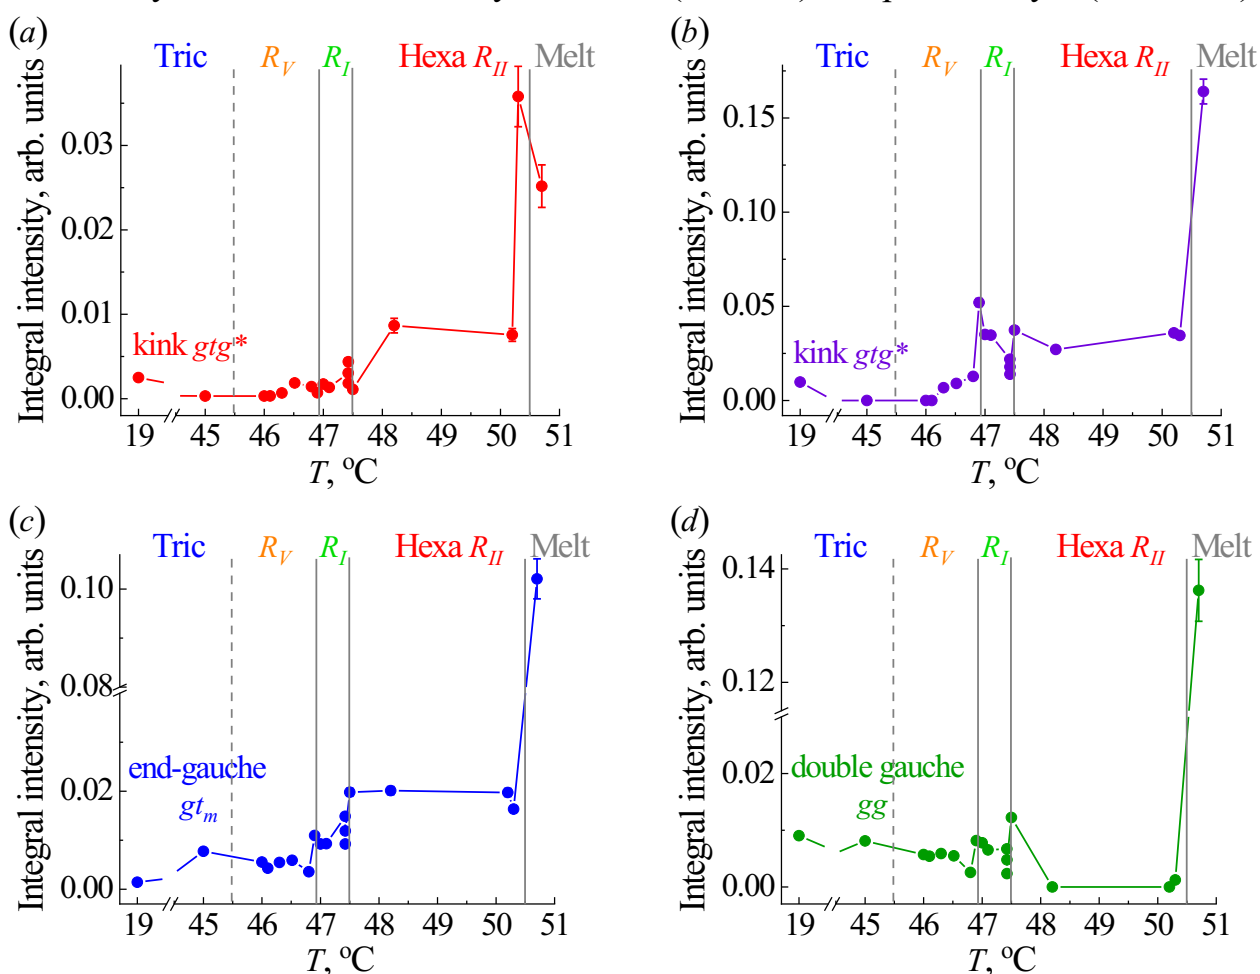 (a)
Tric R_V R_I Hexa R_II Melt
Integral intensity, arb. units
0.03
0.02
0.01
0.00
kink gtg*
19 45 46 47 48 49 50 51
T, °C
(b)
Tric R_V R_I Hexa R_II Melt
Integral intensity, arb. units
0.15
0.10
0.05
0.00
kink gtg*
19 45 46 47 48 49 50 51
T, °C
(c)
Tric R_V R_I Hexa R_II Melt
Integral intensity, arb. units
0.10
0.08
0.02
0.00
end-gauche
gt_m
19 45 46 47 48 49 50 51
T, °C
(d)
Tric R_V R_I Hexa R_II Melt
Integral intensity, arb. units
0.14
0.12
0.02
0.00
double gauche
gg
19 45 46 47 48 49 50 51
T, °C